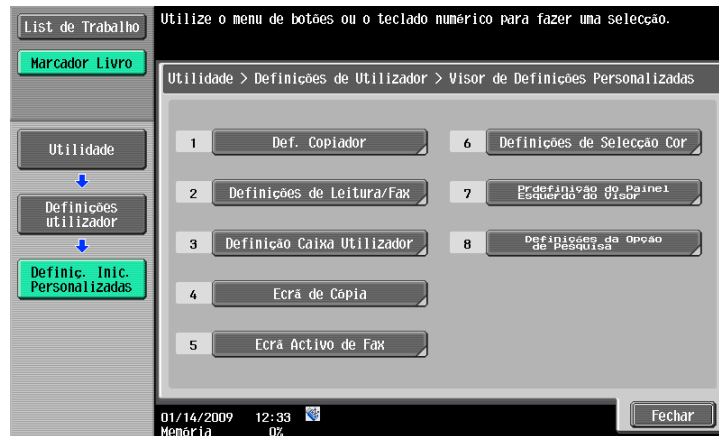 List de Trabalho
Utilize o menu de botões ou o teclado numérico para fazer uma selecção.
Marcador Livro
Utilidade > Definições de Utilizador > Visor de Definições Personalizadas
Utilidade
Definições
utilizador
Definiç. Inic.
Personalizadas
1 Def. Copiador
2 Definições de Leitura/Fax
3 Definição Caixa Utilizador
4 Ecrã de Cópia
5 Ecrã Activo de Fax
6 Definições de Selecção Cor
7 Prdefinição do Painel
Esquerdo do Visor
8 Definições da Opção
de Pesquisa
01/14/2009 12:33
Memória 0%
Fechar